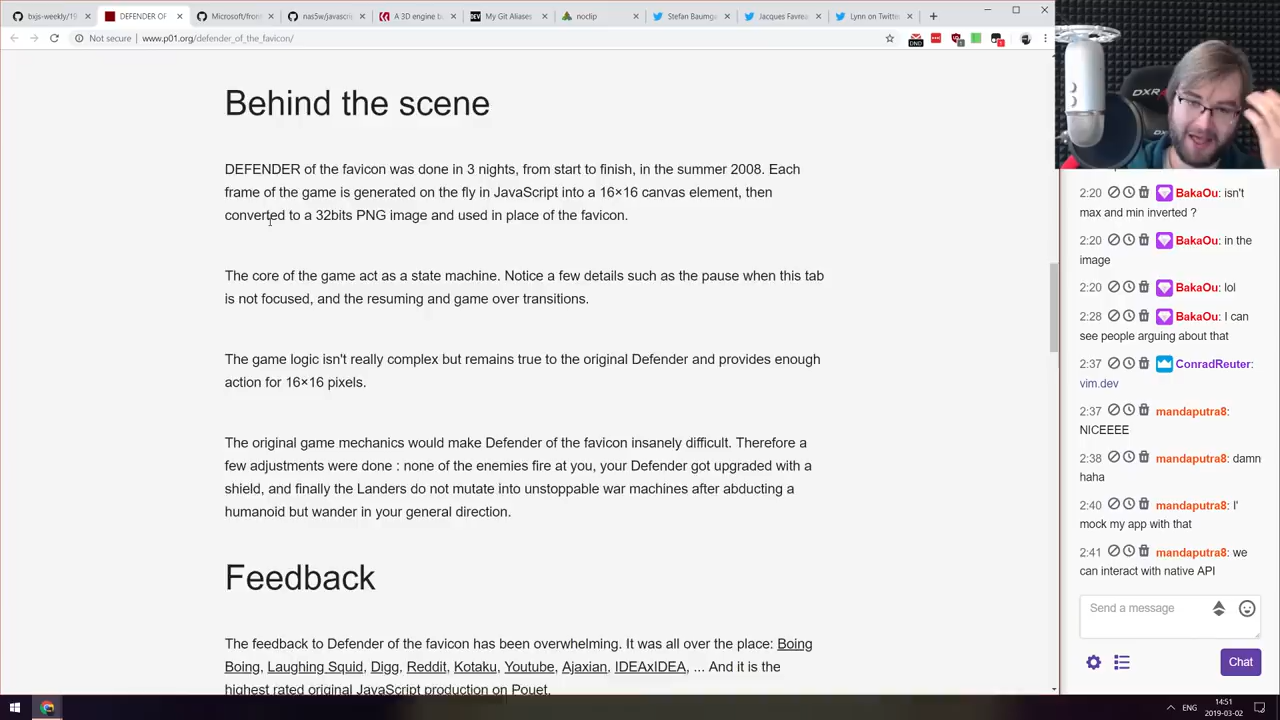 bxjs-weekly/19
DEFENDER OF
Microsoft/fron
nas5w/javasci
A 3D engine b
My Git Aliases
noclip
Stefan Baumga
Jacques Favrea
Lynn on Twitte
Not secure
www.p01.org/defender_of_the_favicon/
DND
Behind the scene
DEFENDER of the favicon was done in 3 nights, from start to finish, in the summer 2008. Each
frame of the game is generated on the fly in JavaScript into a 16×16 canvas element, then
converted to a 32bits PNG image and used in place of the favicon.
The core of the game act as a state machine. Notice a few details such as the pause when this tab
is not focused, and the resuming and game over transitions.
The game logic isn't really complex but remains true to the original Defender and provides enough
action for 16×16 pixels.
The original game mechanics would make Defender of the favicon insanely difficult. Therefore a
few adjustments were done : none of the enemies fire at you, your Defender got upgraded with a
shield, and finally the Landers do not mutate into unstoppable war machines after abducting a
humanoid but wander in your general direction.
Feedback
The feedback to Defender of the favicon has been overwhelming. It was all over the place: Boing
Boing, Laughing Squid, Digg, Reddit, Kotaku, Youtube, Ajaxian, IDEAxIDEA, ... And it is the
highest rated original JavaScript production on Pouet.
DXR
2:20 BakaOu: isn't
max and min inverted ?
2:20 BakaOu: in the
image
2:20 BakaOu: lol
2:28 BakaOu: I can
see people arguing about that
2:37 ConradReuter:
vim.dev
2:37 mandaputra8:
NICEEEE
2:38 mandaputra8: damn
haha
2:40 mandaputra8: I'
mock my app with that
2:41 mandaputra8: we
can interact with native API
Send a message
Chat
ENG
14:51
2019-03-02